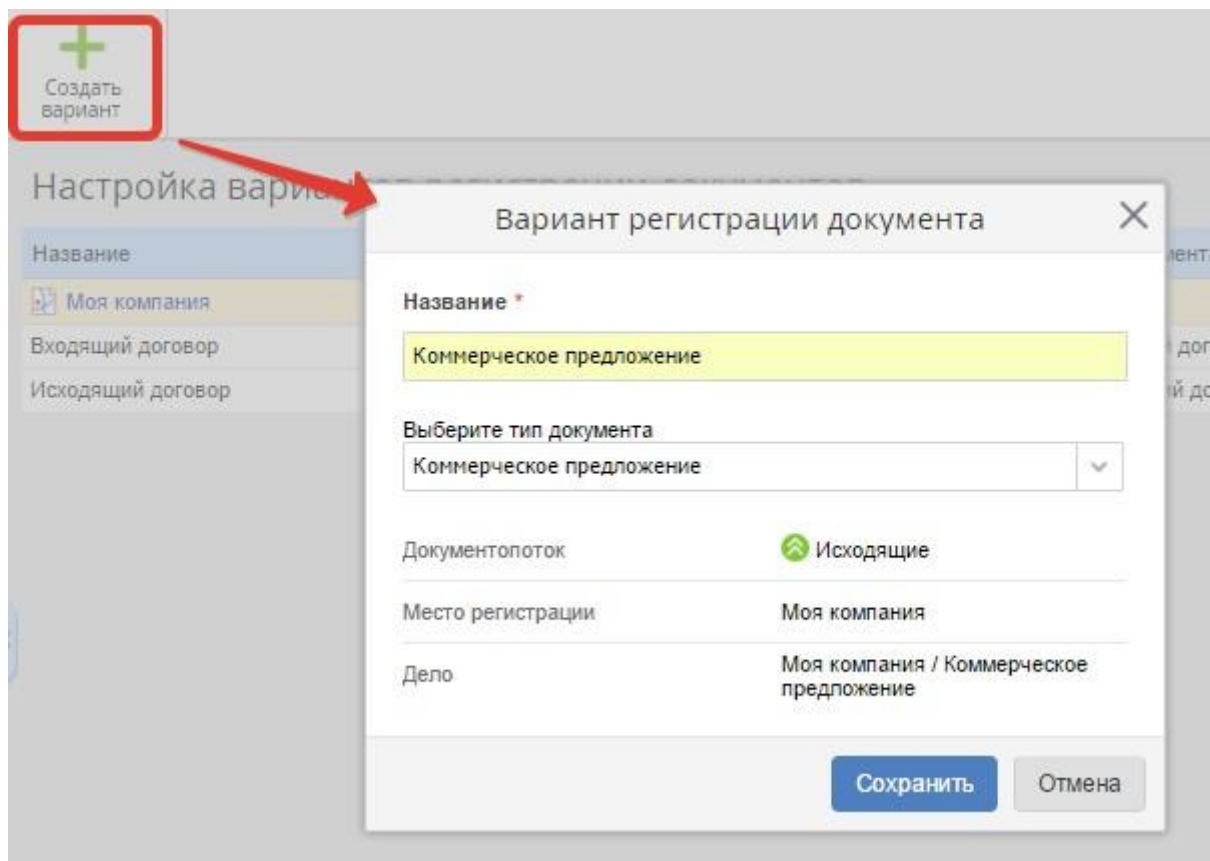 Создать
вариант
Настройка
Вариант регистрации документа
Название
Моя компания
Входящий договор
Исходящий договор
Название *
Коммерческое предложение
Выберите тип документа
Коммерческое предложение
Документопоток
Исходящие
Место регистрации
Моя компания
Дело
Моя компания / Коммерческое
предложение
Сохранить
Отмена